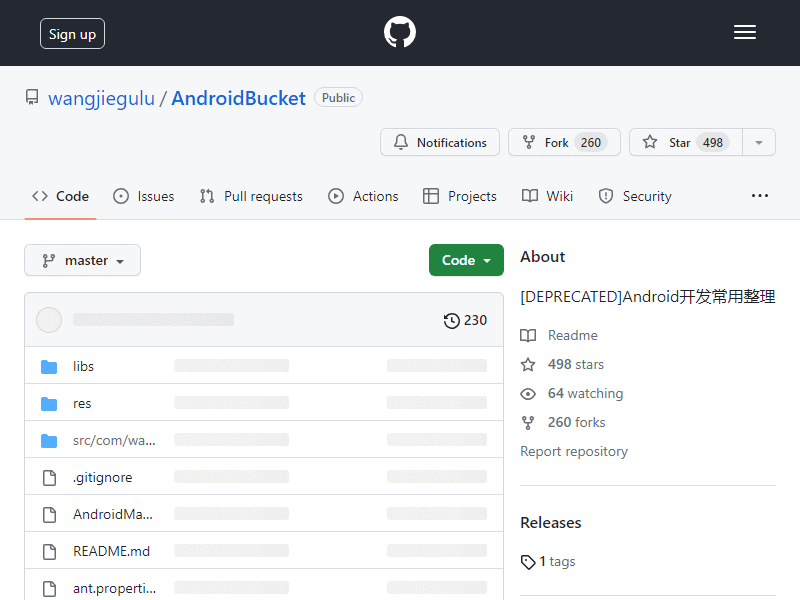 Sign up
wangjiegulu / AndroidBucket Public
Notifications Fork 260 Star 498
Code Issues Pull requests Actions Projects Wiki Security
master Code
230
libs
res
src/com/wa...
.gitignore
AndroidMa...
README.md
ant.properti...
About
[DEPRECATED]Android开发常用整理
Readme
498 stars
64 watching
260 forks
Report repository
Releases
1 tags